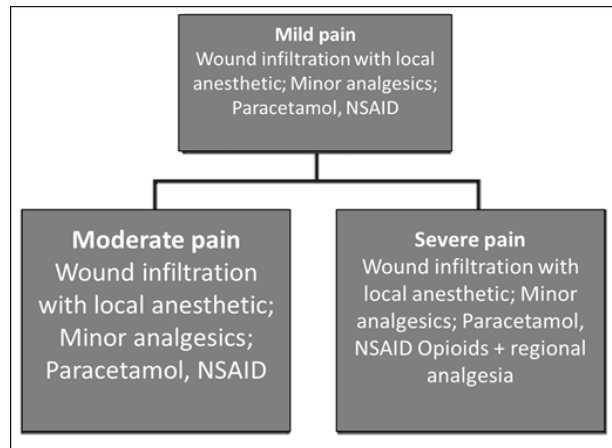 Mild pain
Wound infiltration with local
anesthetic; Minor analgesics;
Paracetamol, NSAID
Moderate pain
Wound infiltration
with local anesthetic;
Minor analgesics;
Paracetamol, NSAID
Severe pain
Wound infiltration with
local anesthetic; Minor
analgesics; Paracetamol,
NSAID Opioids + regional
analgesia